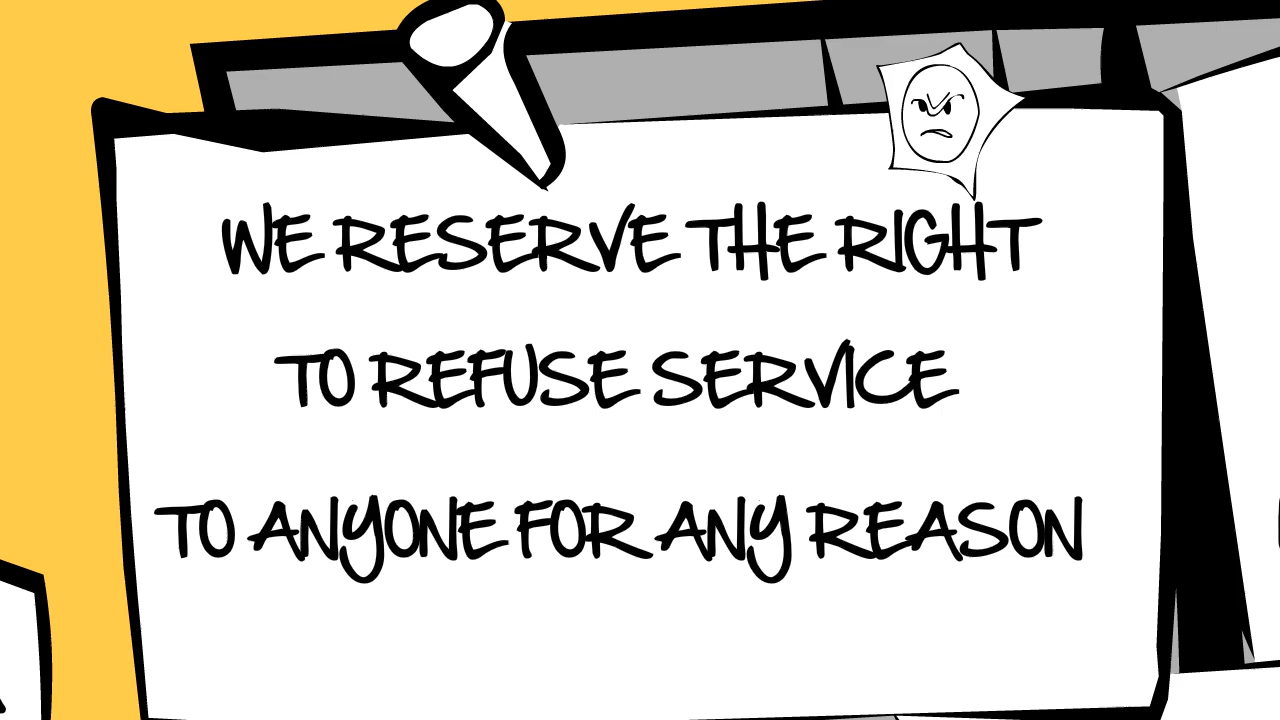 WE RESERVE THE RIGHT
TO REFUSE SERVICE
TO ANYONE FOR ANY REASON